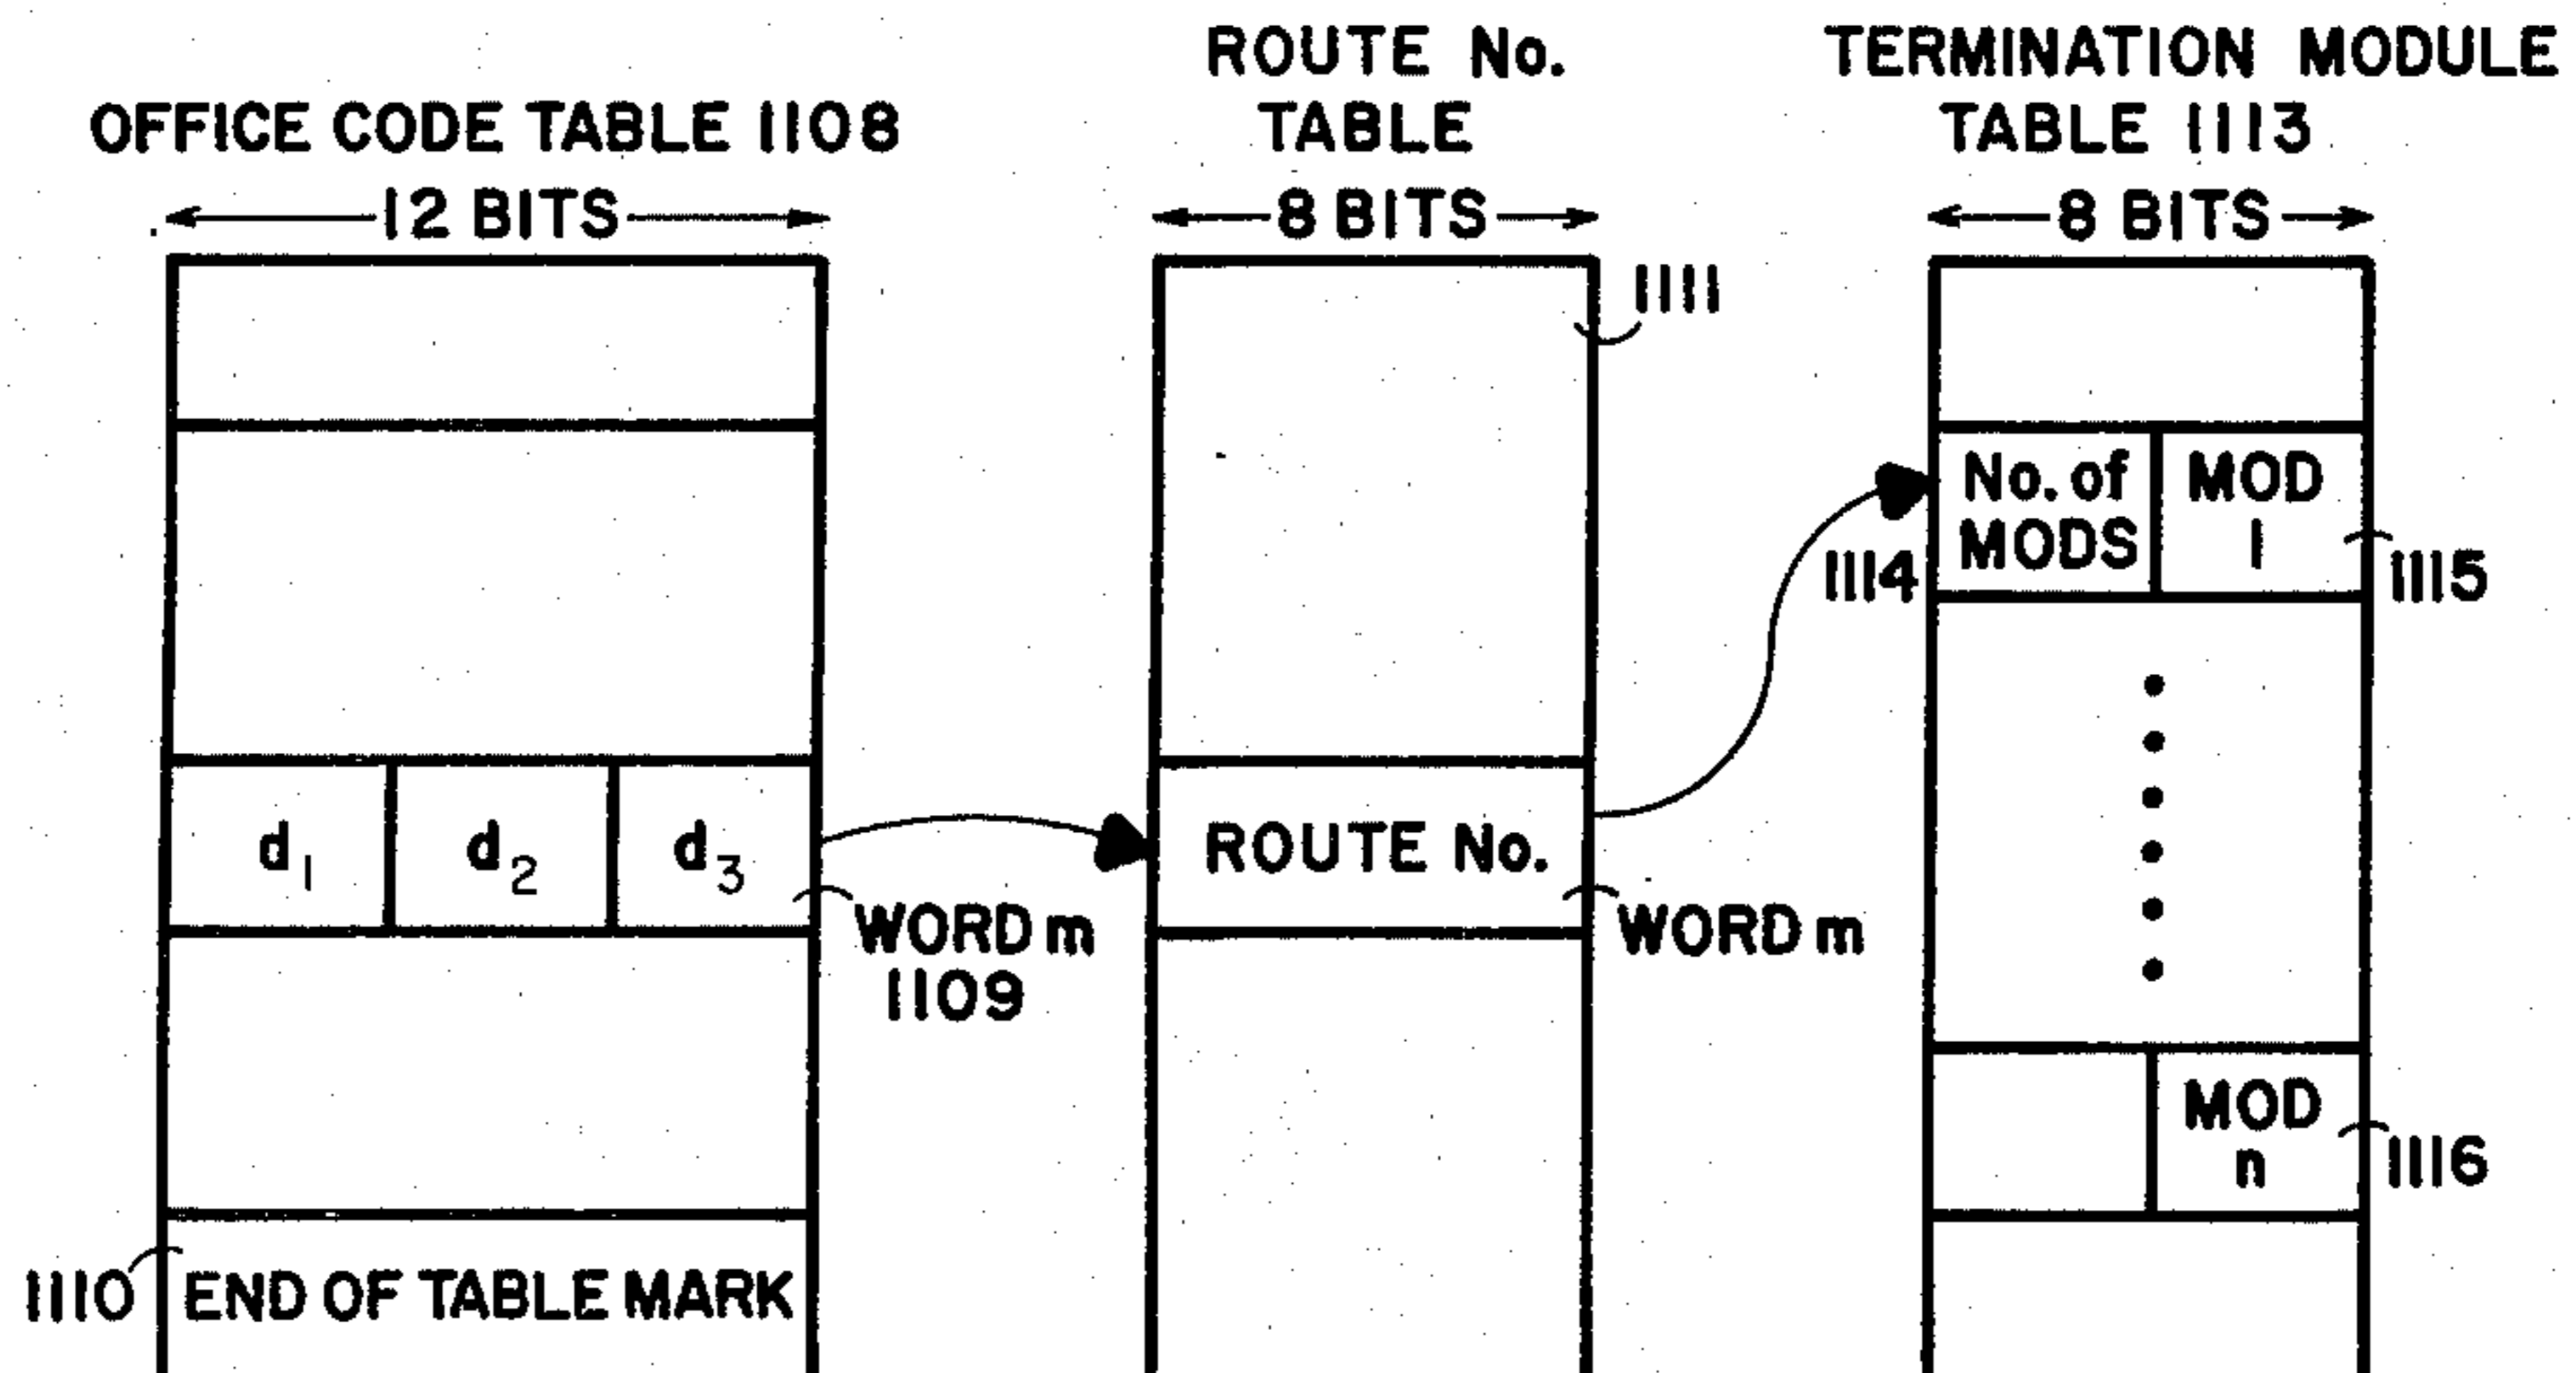 OFFICE CODE TABLE 1108
12 BITS
d1 d2 d3
WORD m
1109
1110
END OF TABLE MARK
ROUTE No.
TABLE
8 BITS
1111
ROUTE No.
WORD m
TERMINATION MODULE
TABLE 1113
8 BITS
1114
No. of
MODS
MOD
1
1115
MOD
n
1116